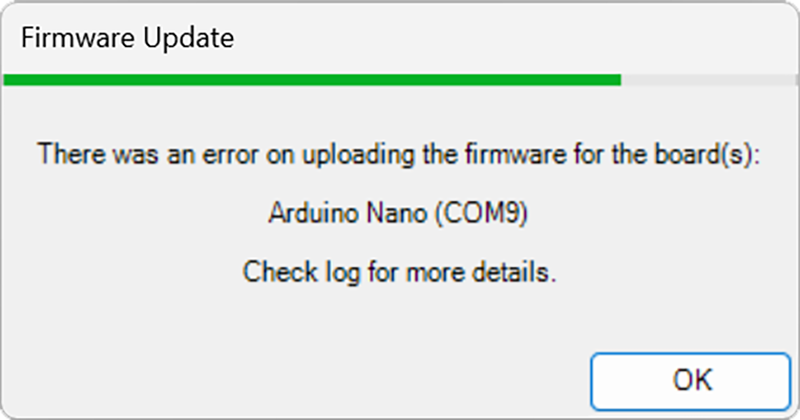 Firmware Update
There was an error on uploading the firmware for the board(s):
Arduino Nano (COM9)
Check log for more details.
OK